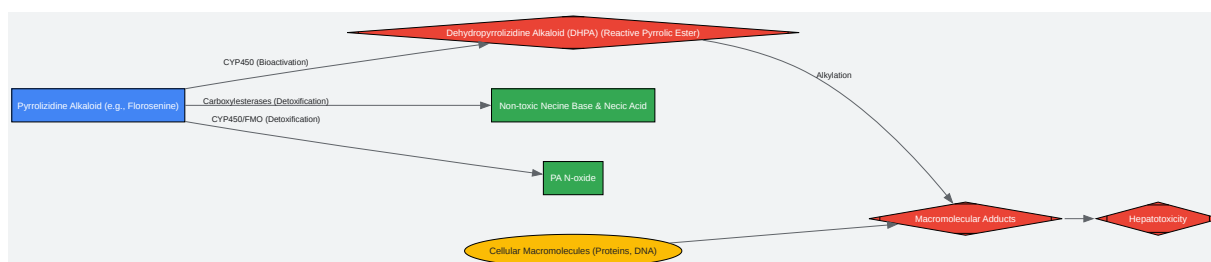 Dehydropyrrolizidine Alkaloid (DHPA) (Reactive Pyrrolic Ester)
CYP450 (Bioactivation)
Alkylation
Pyrrolizidine Alkaloid (e.g., Florosenine)
Carboxylesterases (Detoxification)
Non-toxic Necine Base & Necic Acid
CYP450/FMO (Detoxification)
PA N-oxide
Macromolecular Adducts
Hepatotoxicity
Cellular Macromolecules (Proteins, DNA)